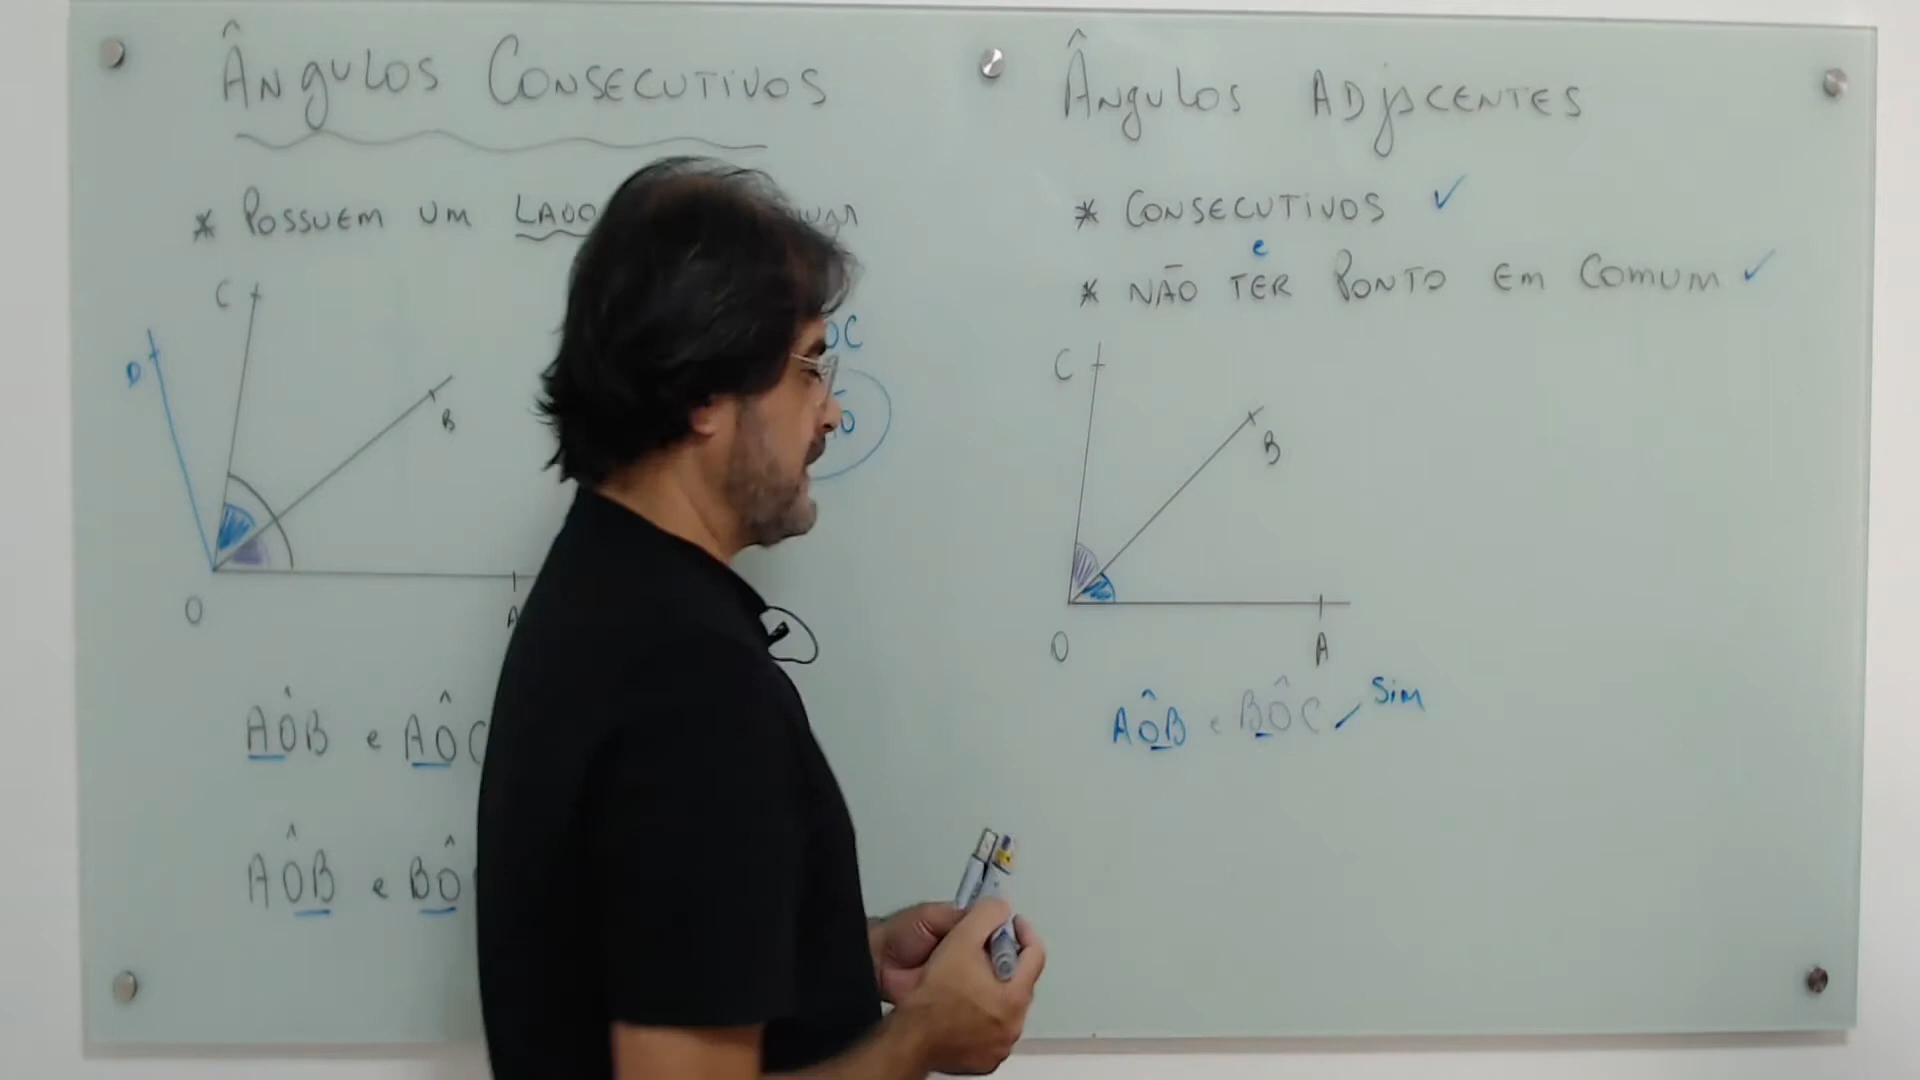 ÂNGULOS CONSECUTIVOS
* POSSUEM UM LADO
C
D
B
O
A
AÔB e AÔC
AÔB e BÔ
OC
ÂNGULOS ADJACENTES
* CONSECUTIVOS ✓
e
* NÃO TER PONTO EM COMUM ✓
C
B
O
A
AÔB e BÔC Sim